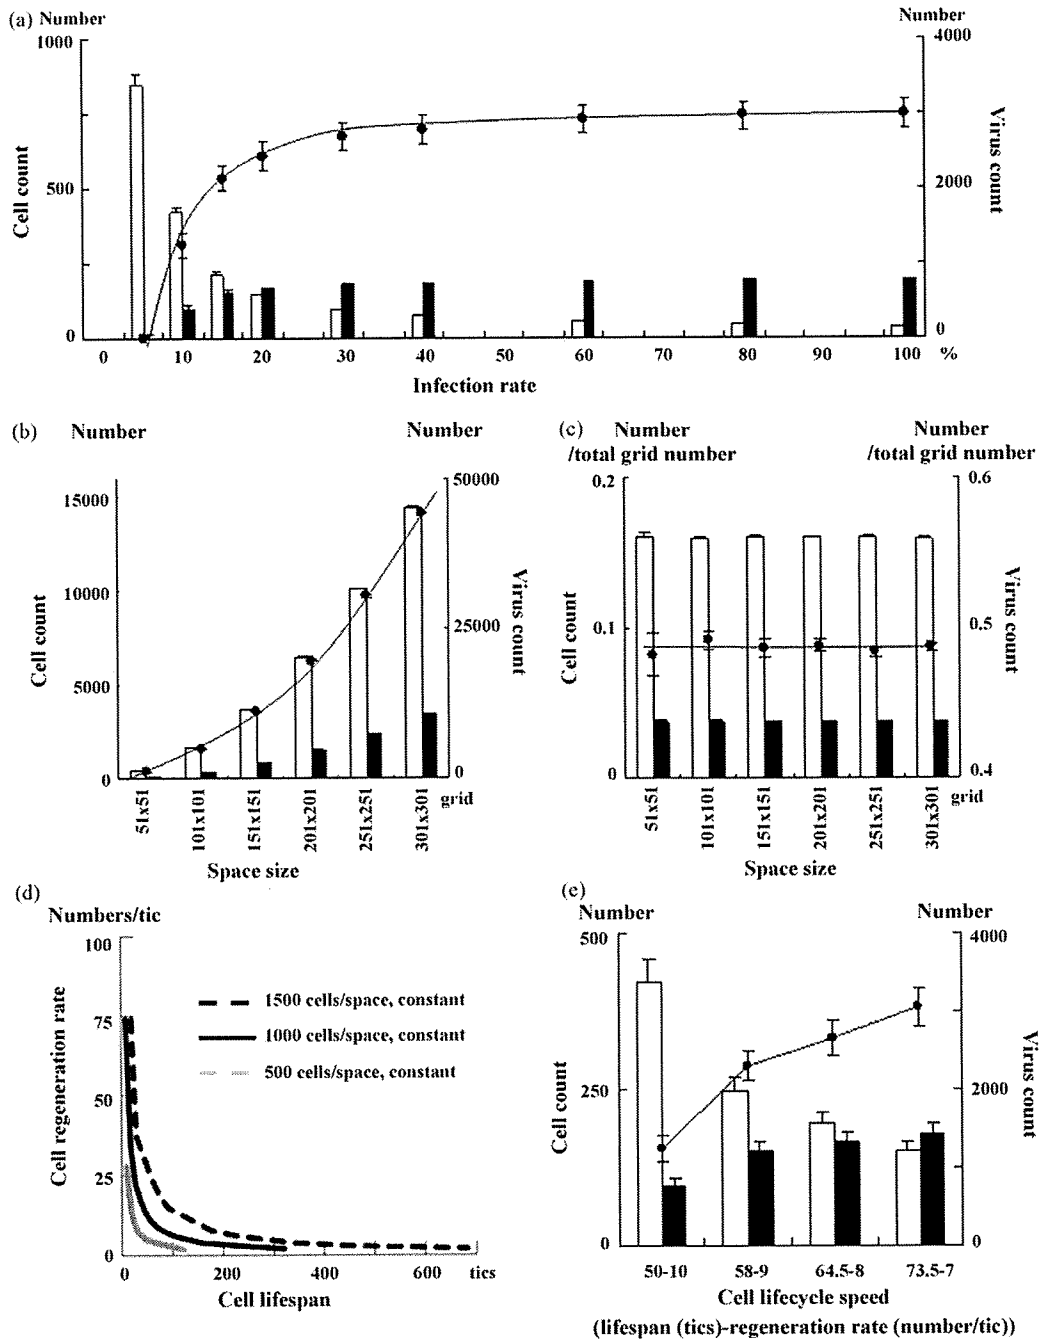 (a) Number Number
1000 4000
500 2000
0 0
Cell count
Virus count
0 10 20 30 40 50 60 70 80 90 100 %
Infection rate
(b) Number Number
15000 50000
10000
25000
5000
0 0
Cell count
Virus count
51x51 101x101 151x151 201x201 251x251 301x301 grid
Space size
(c) Number Number
/total grid number /total grid number
0.2 0.6
0.1 0.5
0 0.4
Cell count
Virus count
51x51 101x101 151x151 201x201 251x251 301x301 grid
Space size
(d)
Numbers/tic
100
75
50
25
0
Cell regeneration rate
1500 cells/space, constant
1000 cells/space, constant
500 cells/space, constant
0 200 400 600 tics
Cell lifespan
(e)
Number Number
500 4000
250 2000
0 0
Cell count
Virus count
50-10 58-9 64.5-8 73.5-7
Cell lifecycle speed
(lifespan (tics)-regeneration rate (number/tic))